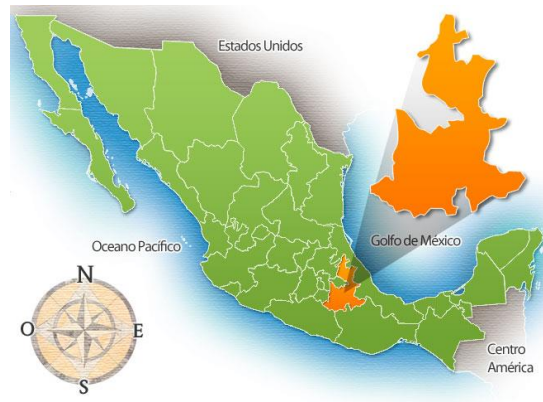 Estados Unidos
Golfo de México
Oceano Pacífico
N
O
E
S
Centro
América